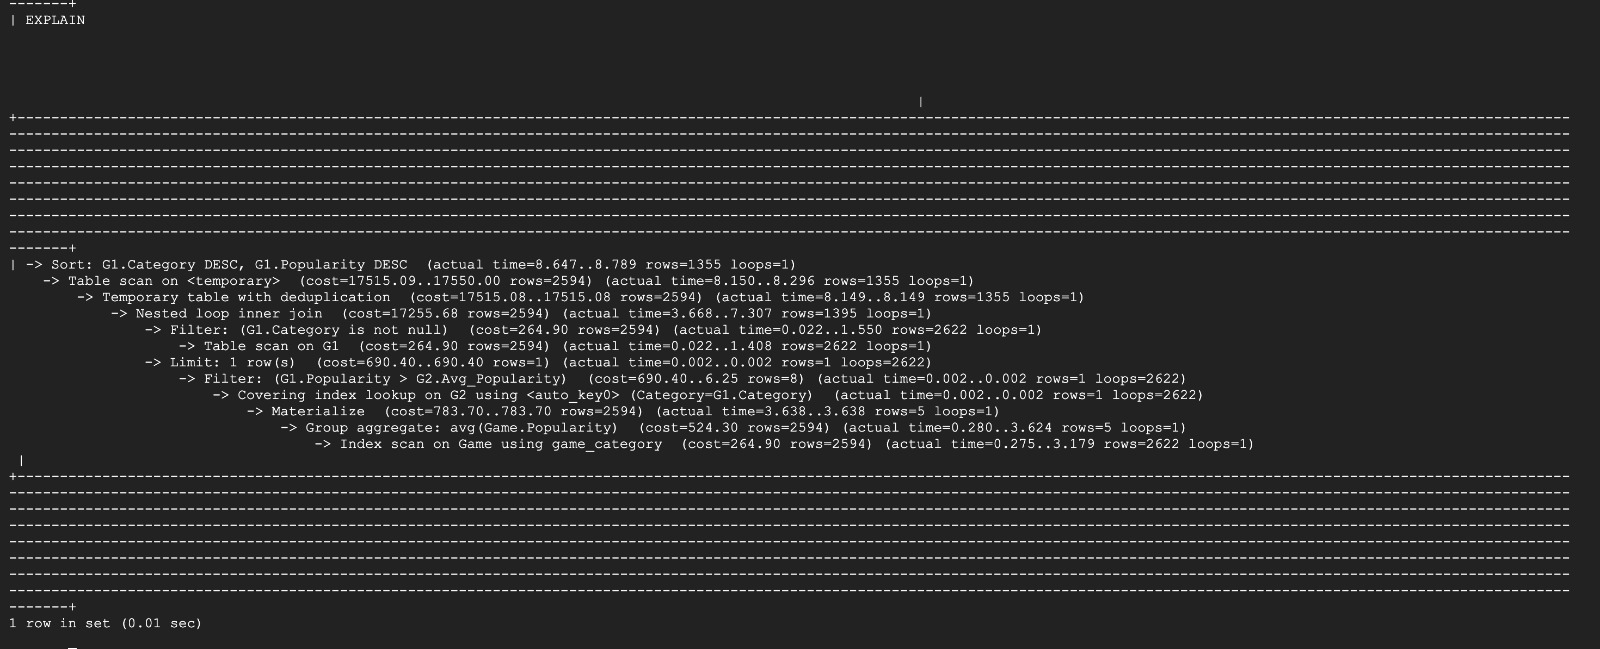 -------+
| EXPLAIN
|
+----------------------------------------------------------------------------------------------------------------------------------------------------------------------------------------
----------------------------------------------------------------------------------------------------------------------------------------------------------------------------------------
----------------------------------------------------------------------------------------------------------------------------------------------------------------------------------------
----------------------------------------------------------------------------------------------------------------------------------------------------------------------------------------
----------------------------------------------------------------------------------------------------------------------------------------------------------------------------------------
----------------------------------------------------------------------------------------------------------------------------------------------------------------------------------------
----------------------------------------------------------------------------------------------------------------------------------------------------------------------------------------
----------------------------------------------------------------------------------------------------------------------------------------------------------------------------------------
-------+
| -> Sort: G1.Category DESC, G1.Popularity DESC  (actual time=8.647..8.789 rows=1355 loops=1)
    -> Table scan on <temporary>  (cost=17515.09..17550.00 rows=2594) (actual time=8.150..8.296 rows=1355 loops=1)
        -> Temporary table with deduplication  (cost=17515.08..17515.08 rows=2594) (actual time=8.149..8.149 rows=1355 loops=1)
            -> Nested loop inner join  (cost=17255.68 rows=2594) (actual time=3.668..7.307 rows=1395 loops=1)
                -> Filter: (G1.Category is not null)  (cost=264.90 rows=2594) (actual time=0.022..1.550 rows=2622 loops=1)
                    -> Table scan on G1  (cost=264.90 rows=2594) (actual time=0.022..1.408 rows=2622 loops=1)
                -> Limit: 1 row(s)  (cost=690.40..690.40 rows=1) (actual time=0.002..0.002 rows=1 loops=2622)
                    -> Filter: (G1.Popularity > G2.Avg_Popularity)  (cost=690.40..6.25 rows=8) (actual time=0.002..0.002 rows=1 loops=2622)
                        -> Covering index lookup on G2 using <auto_key0> (Category=G1.Category)  (actual time=0.002..0.002 rows=1 loops=2622)
                            -> Materialize  (cost=783.70..783.70 rows=2594) (actual time=3.638..3.638 rows=5 loops=1)
                                -> Group aggregate: avg(Game.Popularity)  (cost=524.30 rows=2594) (actual time=0.280..3.624 rows=5 loops=1)
                                    -> Index scan on Game using game_category  (cost=264.90 rows=2594) (actual time=0.275..3.179 rows=2622 loops=1)
 |
+----------------------------------------------------------------------------------------------------------------------------------------------------------------------------------------
----------------------------------------------------------------------------------------------------------------------------------------------------------------------------------------
----------------------------------------------------------------------------------------------------------------------------------------------------------------------------------------
----------------------------------------------------------------------------------------------------------------------------------------------------------------------------------------
----------------------------------------------------------------------------------------------------------------------------------------------------------------------------------------
----------------------------------------------------------------------------------------------------------------------------------------------------------------------------------------
----------------------------------------------------------------------------------------------------------------------------------------------------------------------------------------
----------------------------------------------------------------------------------------------------------------------------------------------------------------------------------------
-------+
1 row in set (0.01 sec)